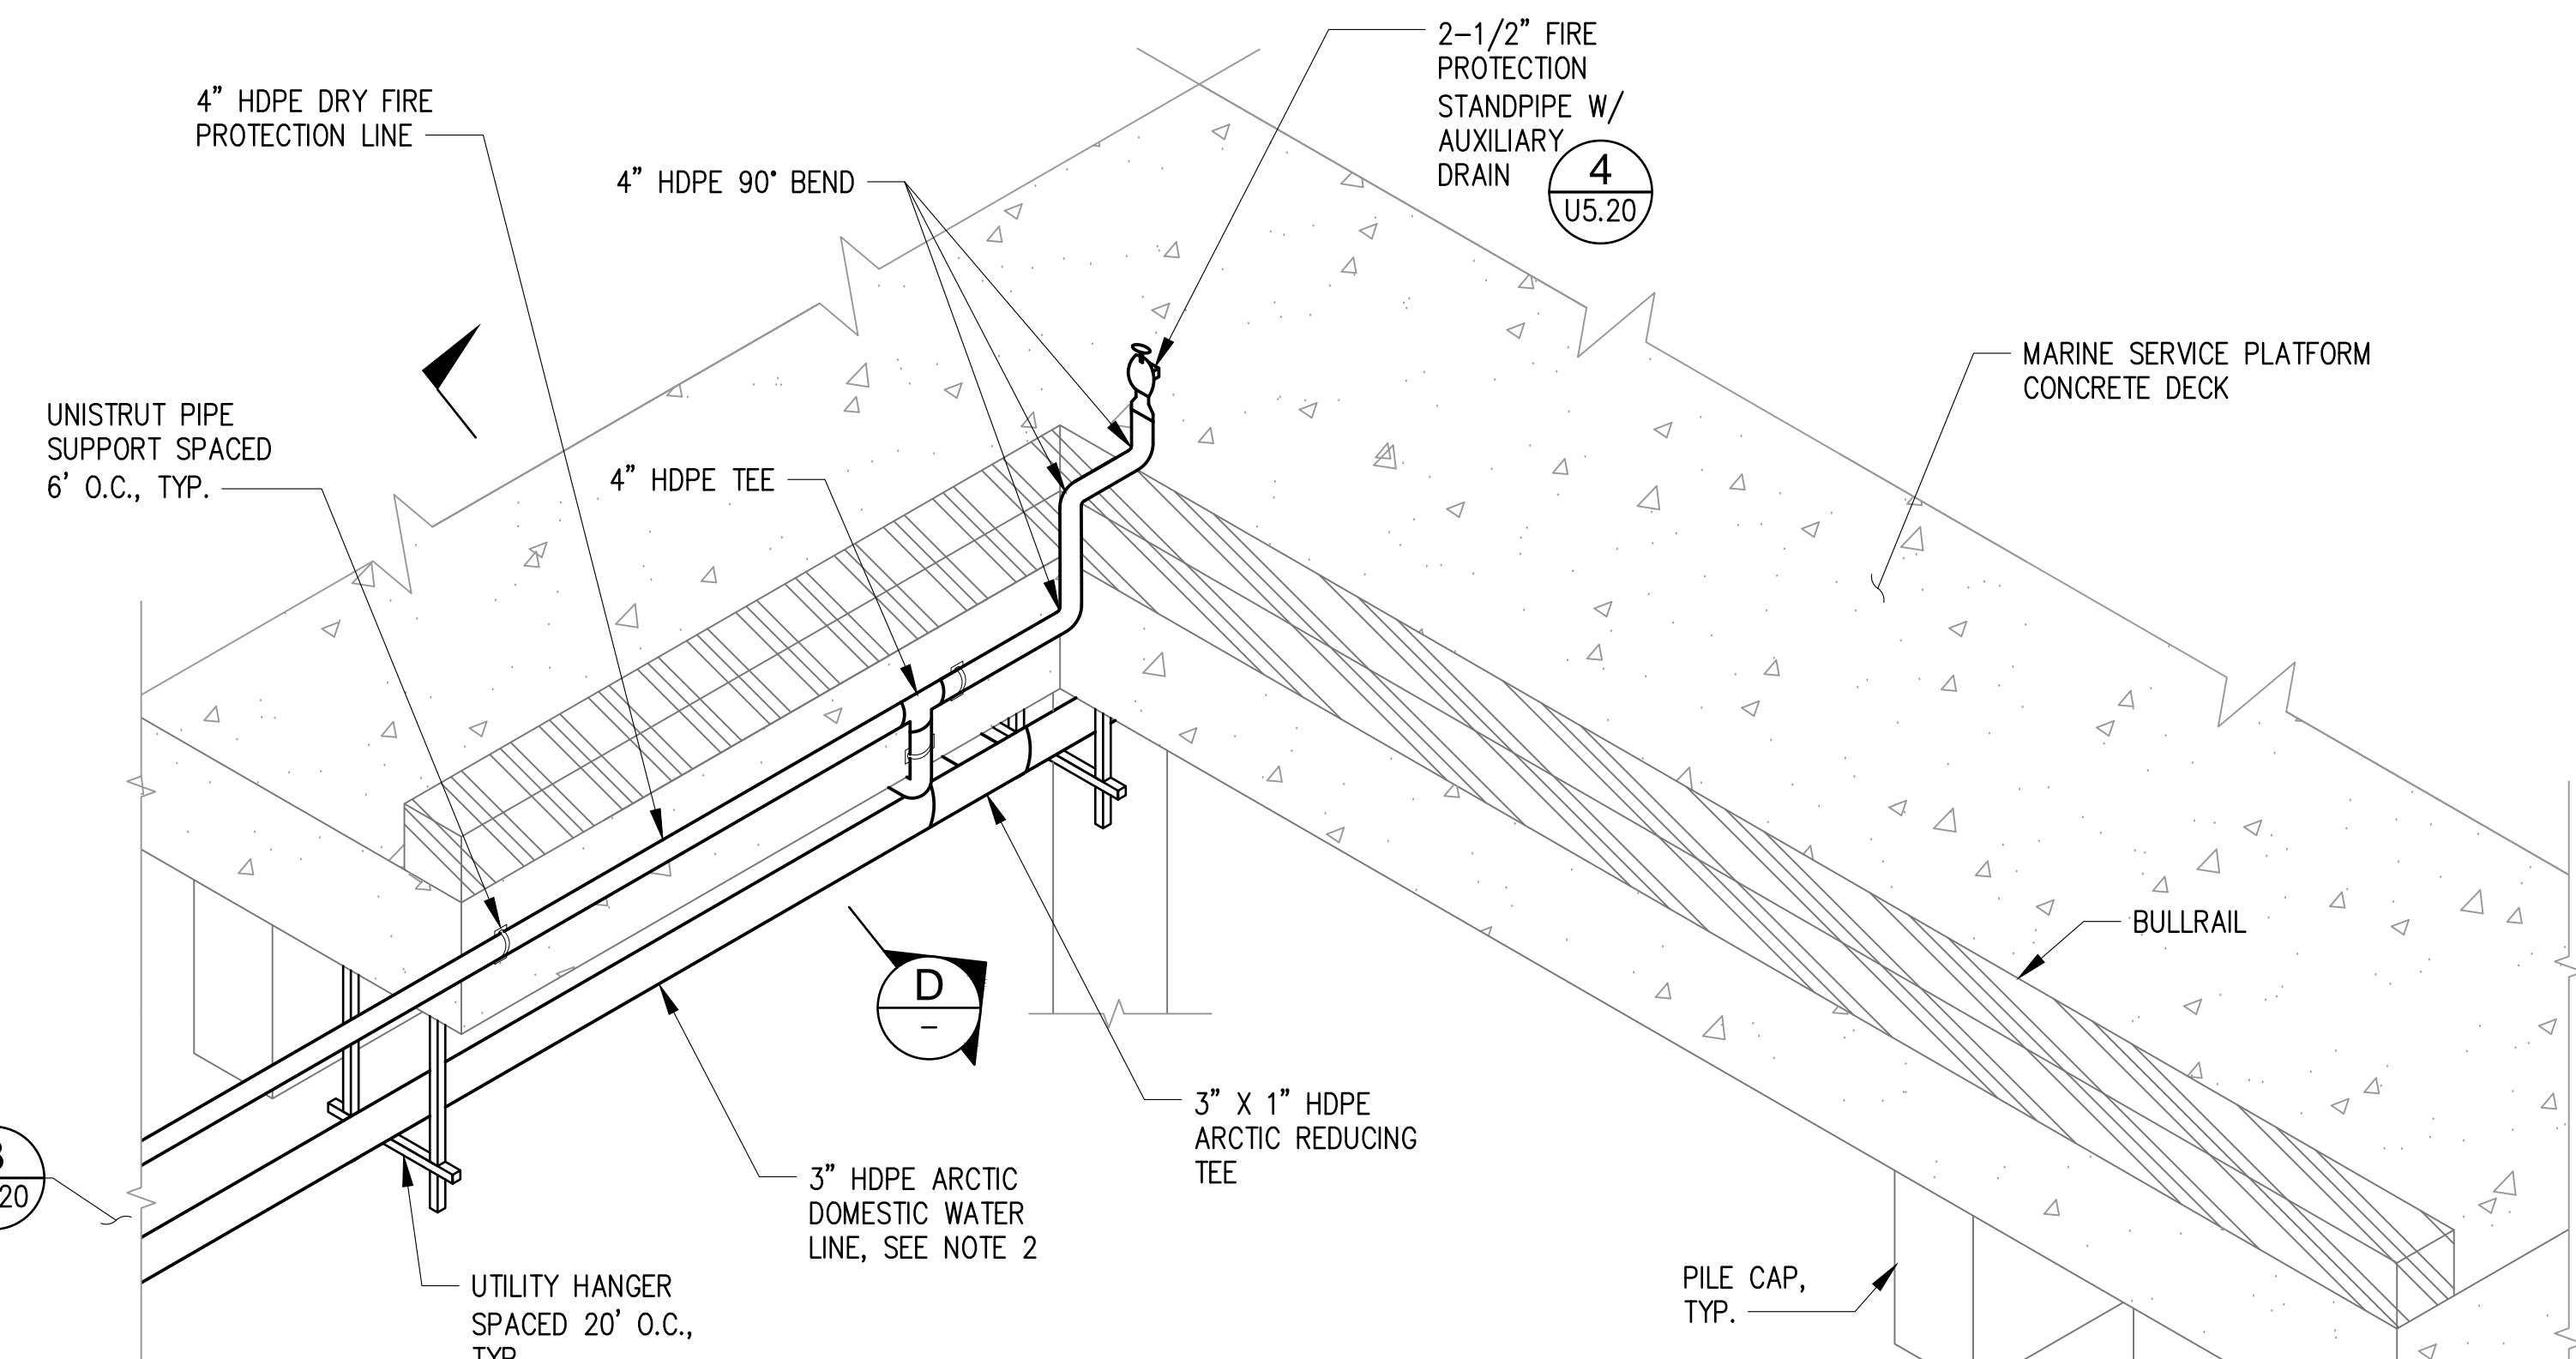 2-1/2" FIRE
PROTECTION
STANDPIPE W/
AUXILIARY
DRAIN
4
U5.20
4" HDPE DRY FIRE
PROTECTION LINE
4" HDPE 90° BEND
MARINE SERVICE PLATFORM
CONCRETE DECK
UNISTRUT PIPE
SUPPORT SPACED
6' O.C., TYP.
4" HDPE TEE
BULLRAIL
D
-
3" X 1" HDPE
ARCTIC REDUCING
TEE
3" HDPE ARCTIC
DOMESTIC WATER
LINE, SEE NOTE 2
20
UTILITY HANGER
SPACED 20' O.C.,
TYP
PILE CAP,
TYP.